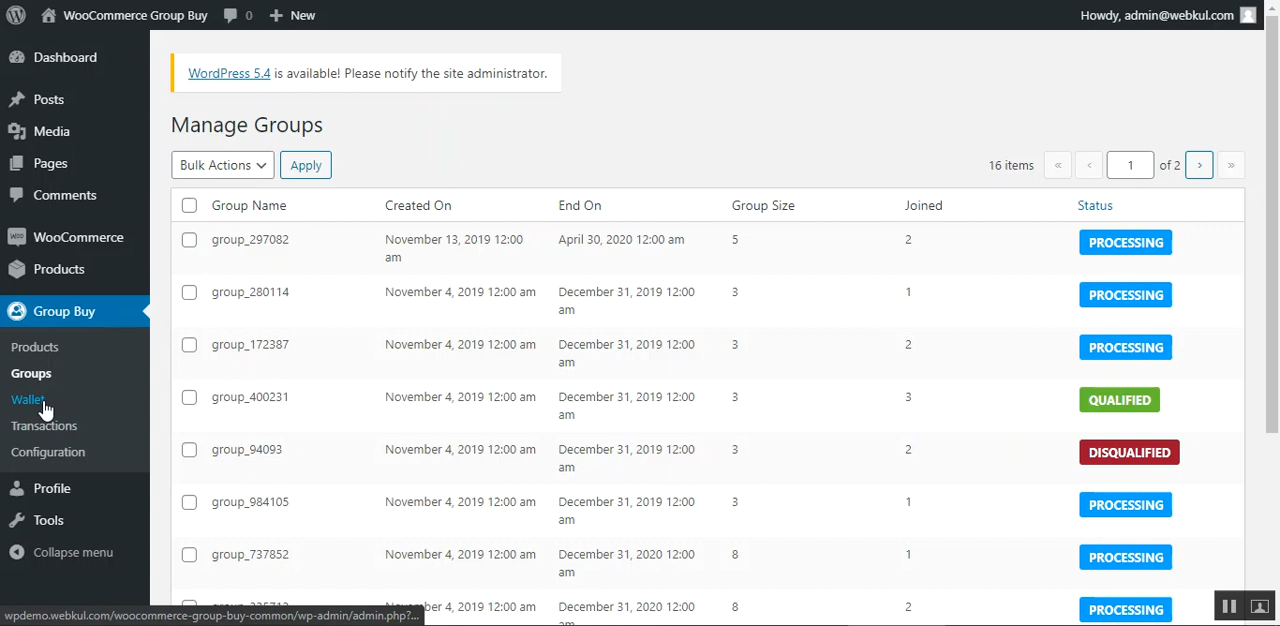 WooCommerce Group Buy 0 New
Howdy, admin@webkul.com
Dashboard
Posts
Media
Pages
Comments
WooCommerce
Products
Group Buy
Products
Groups
Wallet
Transactions
Configuration
Profile
Tools
Collapse menu
WordPress 5.4 is available! Please notify the site administrator.
Manage Groups
Bulk Actions Apply
16 items « ‹ 1 of 2 › »
Group Name Created On End On Group Size Joined Status
group_297082 November 13, 2019 12:00 April 30, 2020 12:00 am 5 2 PROCESSING
am
group_280114 November 4, 2019 12:00 am December 31, 2019 12:00 3 1 PROCESSING
am
group_172387 November 4, 2019 12:00 am December 31, 2019 12:00 3 2 PROCESSING
am
group_400231 November 4, 2019 12:00 am December 31, 2019 12:00 3 3 QUALIFIED
am
group_94093 November 4, 2019 12:00 am December 31, 2019 12:00 3 2 DISQUALIFIED
am
group_984105 November 4, 2019 12:00 am December 31, 2019 12:00 3 1 PROCESSING
am
group_737852 November 4, 2019 12:00 am December 31, 2020 12:00 8 1 PROCESSING
am
4, 2019 12:00 am December 31, 2020 12:00 8 2 PROCESSING
wpdemo.webkul.com/woocommerce-group-buy-common/wp-admin/admin.php?...